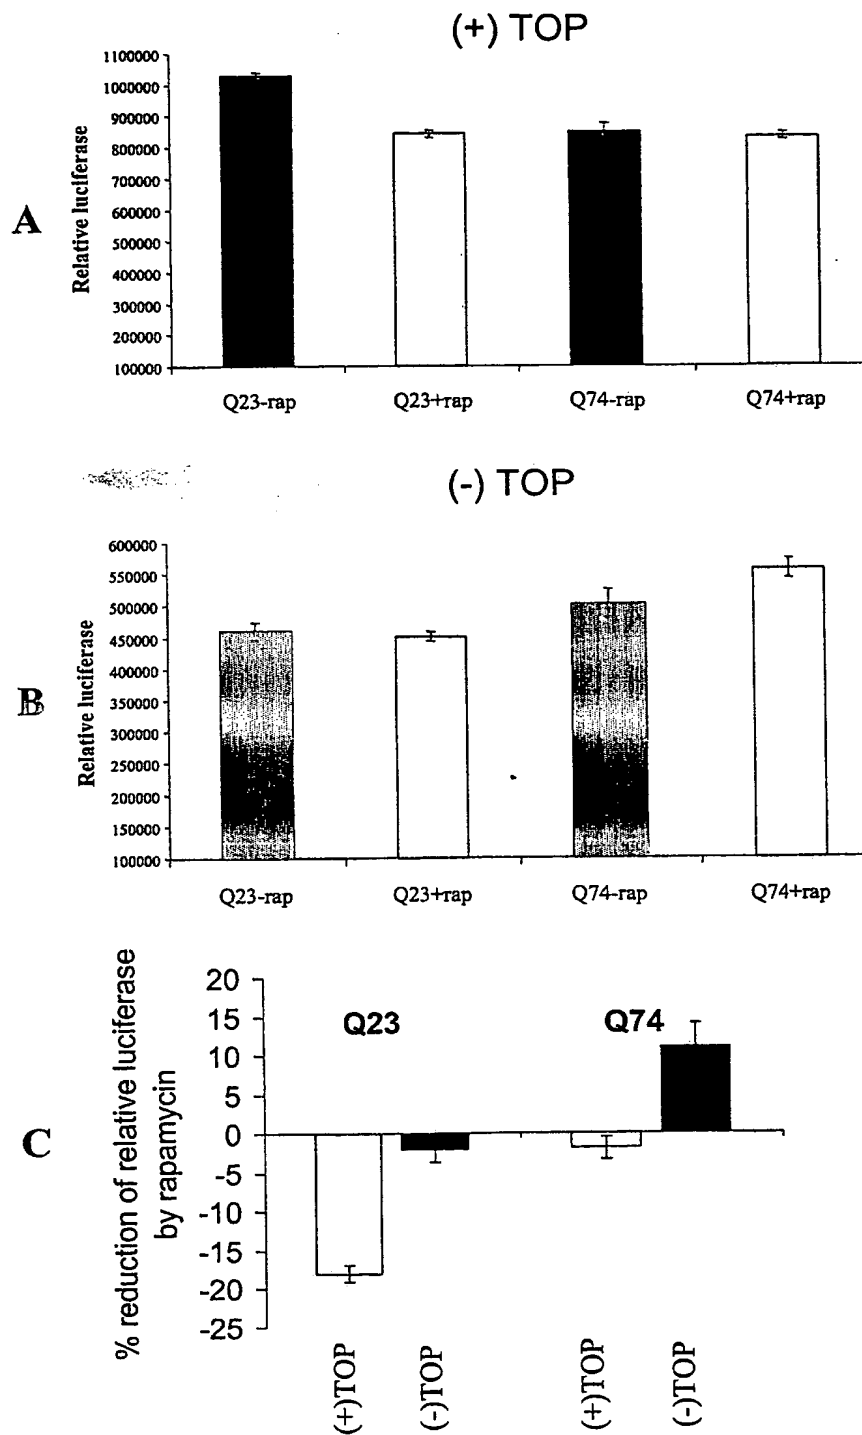 (+) TOP
A
Relative luciferase
1100000
1000000
900000
800000
700000
600000
500000
400000
300000
200000
100000
Q23-rap Q23+rap Q74-rap Q74+rap
(-) TOP
B
Relative luciferase
600000
550000
500000
450000
400000
350000
300000
250000
200000
150000
100000
Q23-rap Q23+rap Q74-rap Q74+rap
C
% reduction of relative luciferase
by rapamycin
20
15
10
5
0
-5
-10
-15
-20
-25
Q23 Q74
(+)TOP (-)TOP (+)TOP (-)TOP